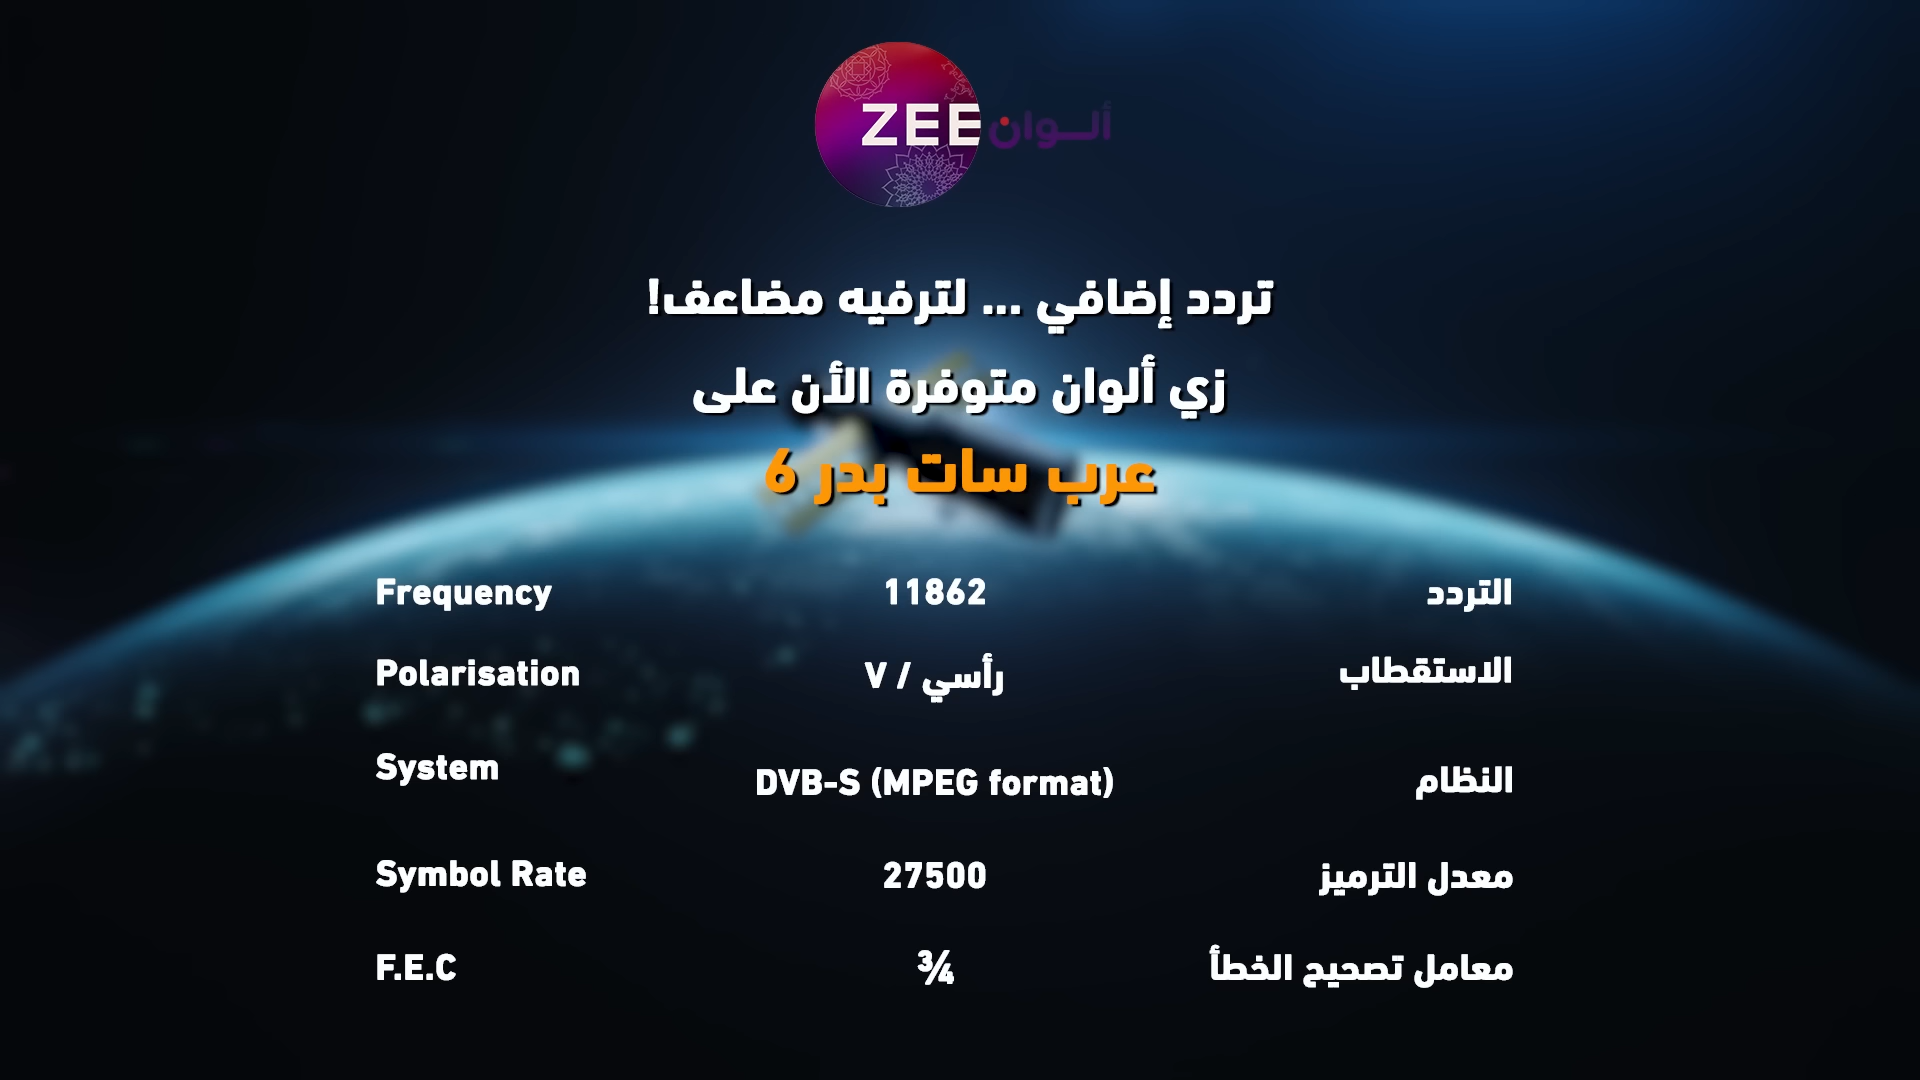 ZEE ألوان
تردد إضافي ... لترفيه مضاعف!
زي ألوان متوفرة الأن على
عرب سات بدر 6
Frequency 11862 التردد
Polarisation رأسي / V الاستقطاب
System DVB-S (MPEG format) النظام
Symbol Rate 27500 معدل الترميز
F.E.C ¾ معامل تصحيح الخطأ